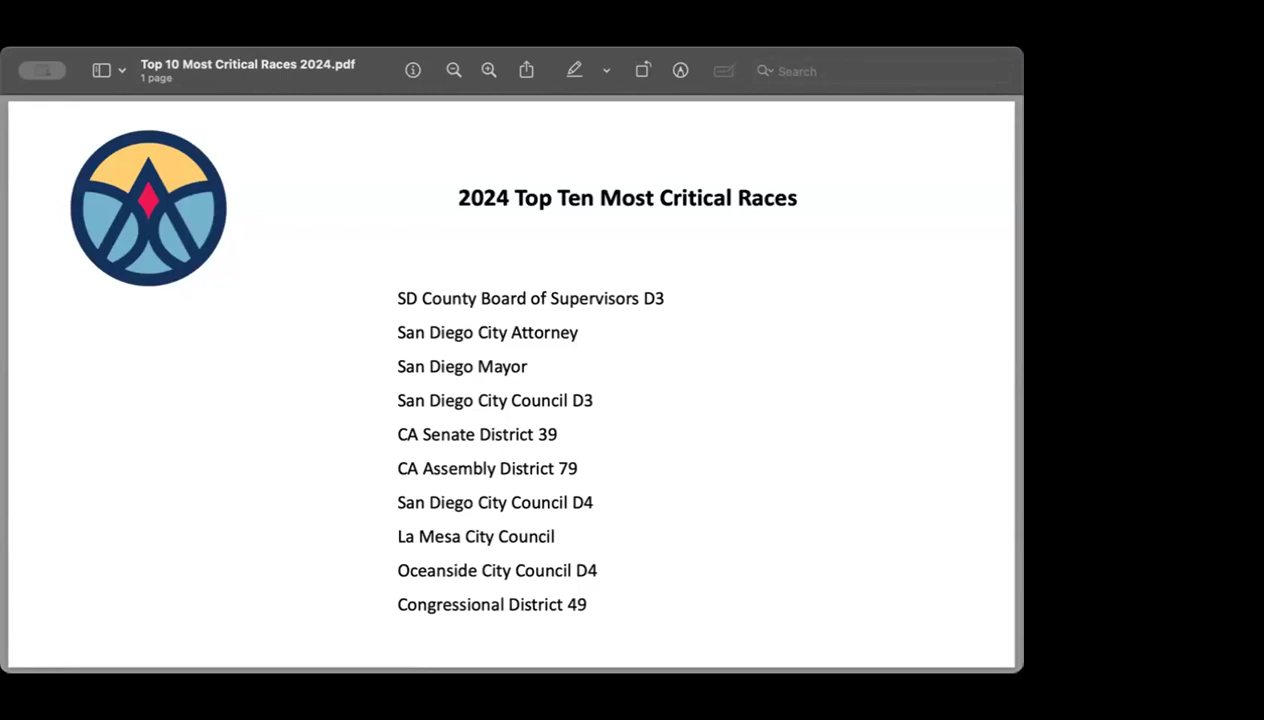 Top 10 Most Critical Races 2024.pdf
1 page
Search
2024 Top Ten Most Critical Races
SD County Board of Supervisors D3
San Diego City Attorney
San Diego Mayor
San Diego City Council D3
CA Senate District 39
CA Assembly District 79
San Diego City Council D4
La Mesa City Council
Oceanside City Council D4
Congressional District 49